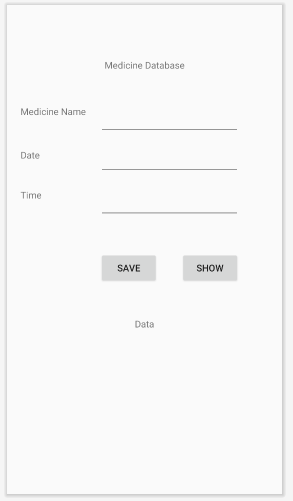 Medicine Database
Medicine Name
Date
Time
SAVE SHOW
Data